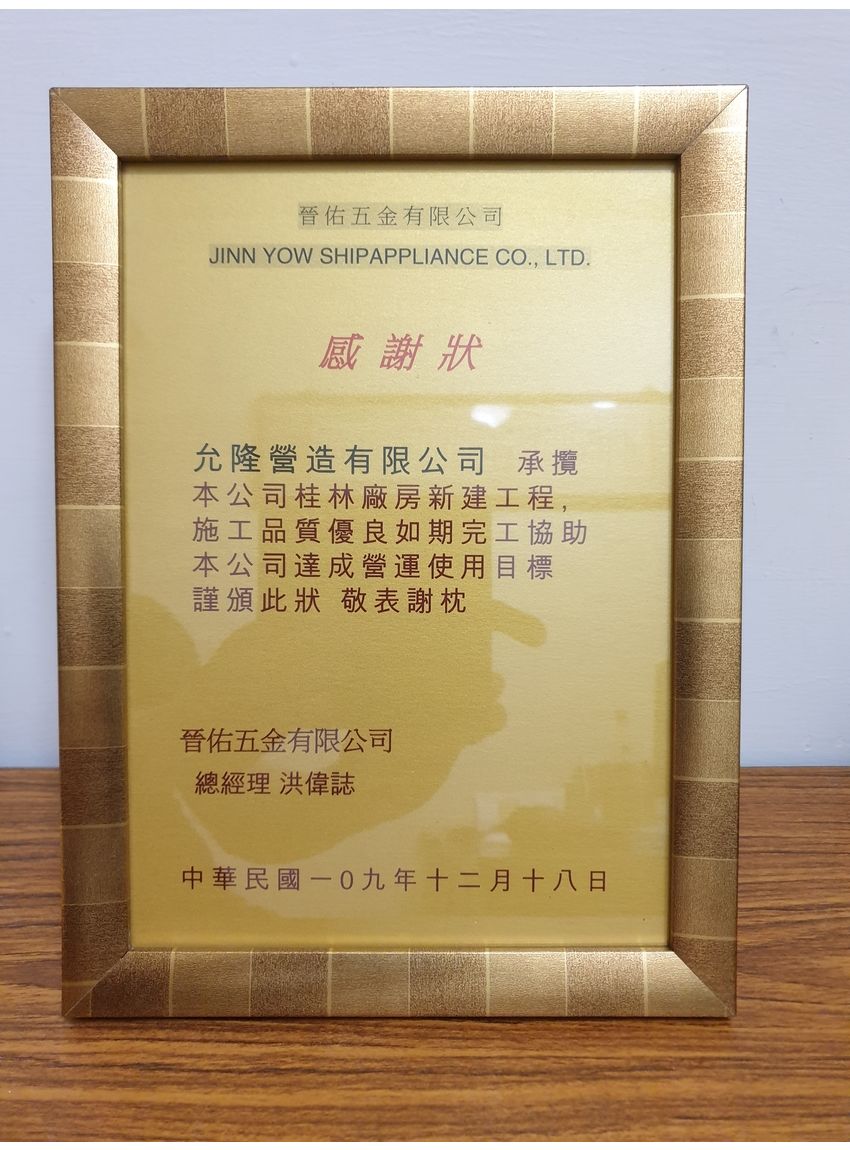 晉佑五金有限公司
JINN YOW SHIPAPPLIANCE CO., LTD.
感謝狀
允隆營造有限公司 承攬
本公司桂林廠房新建工程,
施工品質優良如期完工協助
本公司達成營運使用目標
謹頒此狀 敬表謝枕
晉佑五金有限公司
總經理 洪偉誌
中華民國一0九年十二月十八日